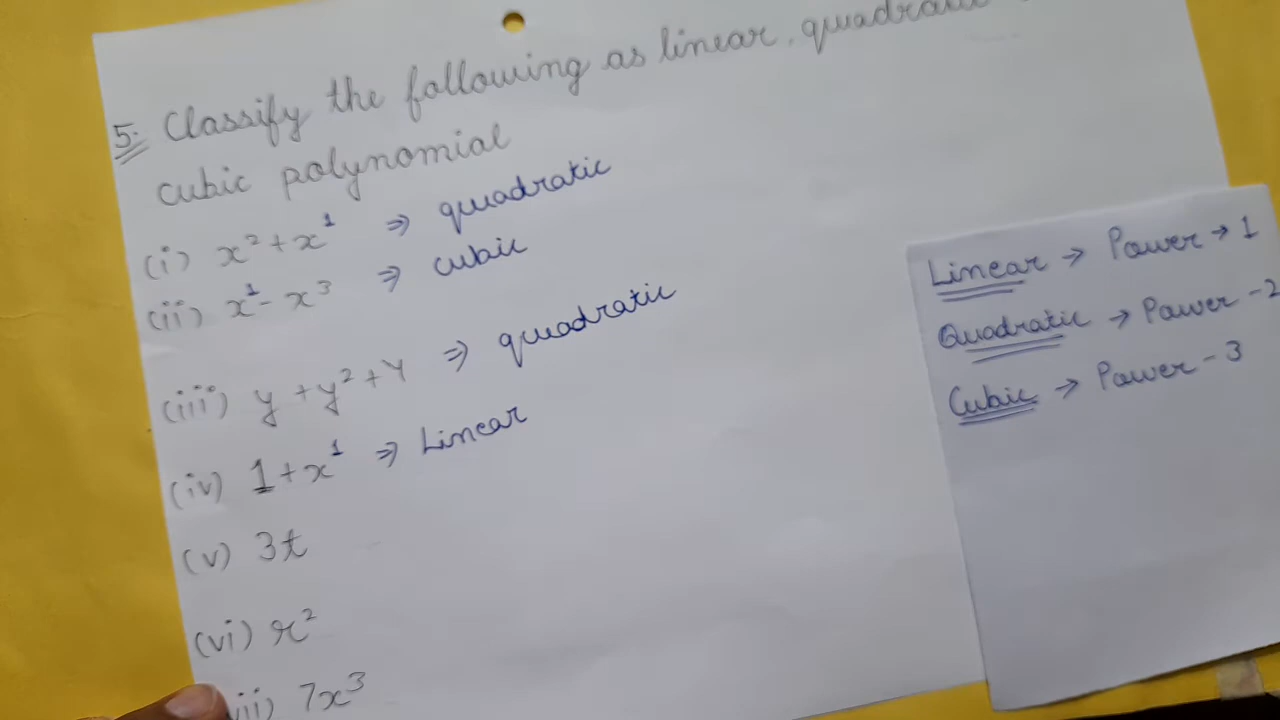 5. Classify the following as linear, quadratic
cubic polynomial
(i) x² + x¹ ⇒ quadratic
(ii) x¹ - x³ ⇒ cubic
(iii) y + y² + 4 ⇒ quadratic
(iv) 1 + x¹ ⇒ Linear
(v) 3t
(vi) r²
ii) 7x³
Linear → Power → 1
Quadratic → Power - 2
Cubic → Power - 3